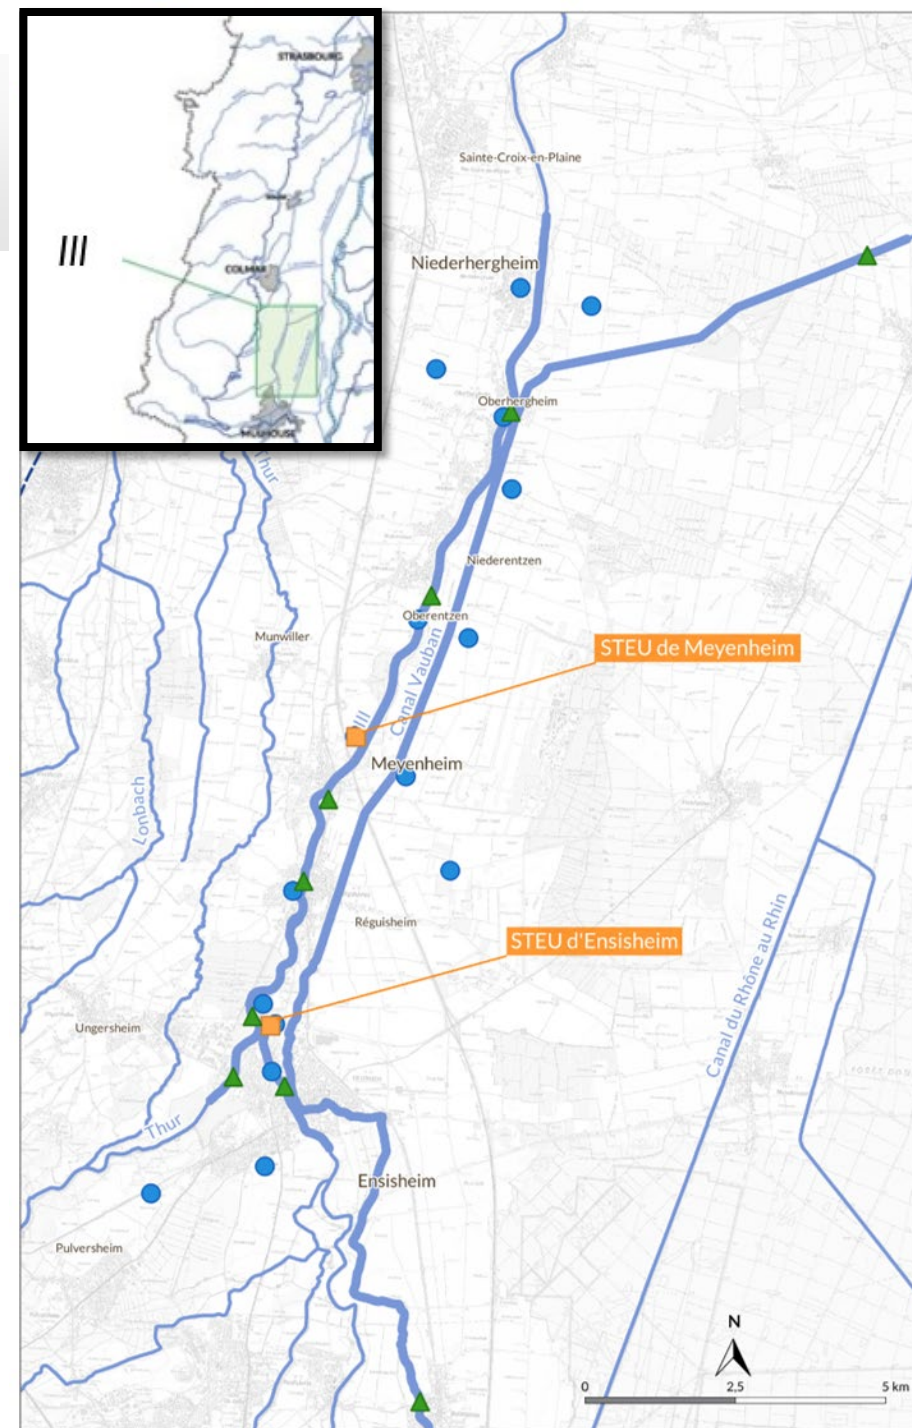 STRASBOURG
Ill
COLMAR
MULHOUSE
Sainte-Croix-en-Plaine
Niederhergheim
Oberhergheim
Thur
Niederentzen
Oberentzen
Munwiller
STEU de Meyenheim
Canal Vauban
Ill
Meyenheim
Lonbach
Réguisheim
STEU d'Ensisheim
Canal du Rhône au Rhin
Ungersheim
Thur
Ensisheim
Pulversheim
N
0 2,5 5 km